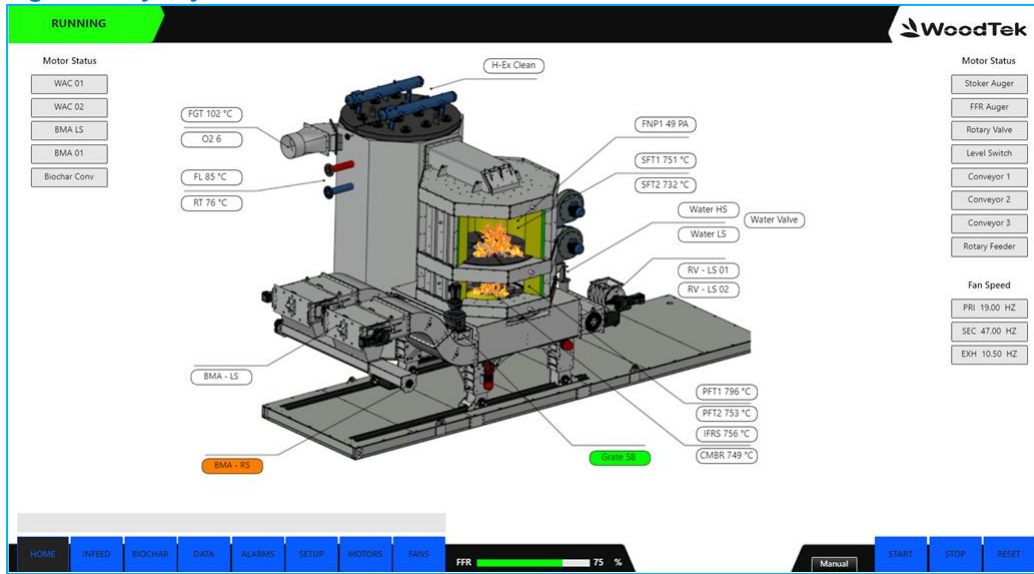 RUNNING
WoodTek
Motor Status
WAC 01
WAC 02
BMA LS
BMA 01
Biochar Conv
H-Ex Clean
FGT 102 °C
O2 6
FL 85 °C
RT 76 °C
FNP1 49 PA
SFT1 751 °C
SFT2 732 °C
Water HS
Water Valve
Water LS
RV - LS 01
RV - LS 02
BMA - LS
BMA - RS
PFT1 796 °C
PFT2 753 °C
IFRS 756 °C
CMBR 749 °C
Grate 58
Motor Status
Stoker Auger
FFR Auger
Rotary Valve
Level Switch
Conveyor 1
Conveyor 2
Conveyor 3
Rotary Feeder
Fan Speed
PRI 19.00 HZ
SEC 47.00 HZ
EXH 10.50 HZ
HOME INFEED BIOCHAR DATA ALARMS SETUP MOTORS FANS
FFR 75 %
Manual
START STOP RESET